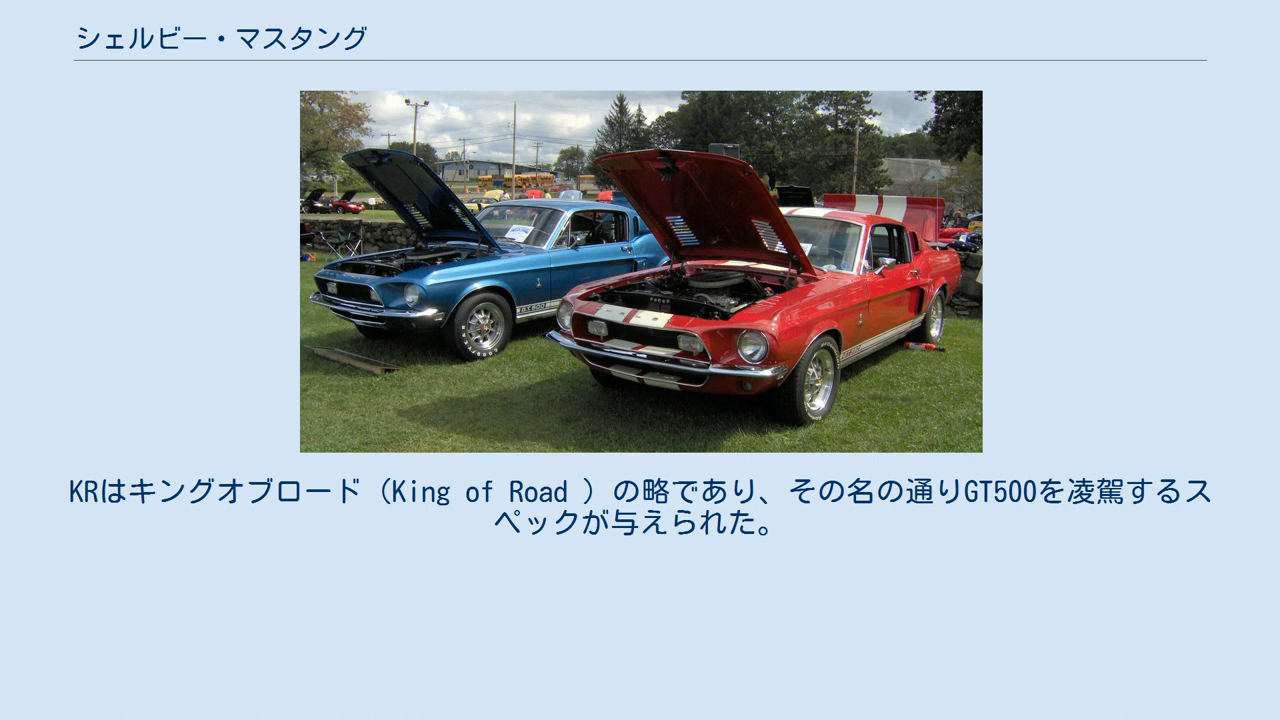 シェルビー・マスタング
KRはキングオブロード（King of Road ）の略であり、その名の通りGT500を凌駕するス
ペックが与えられた。